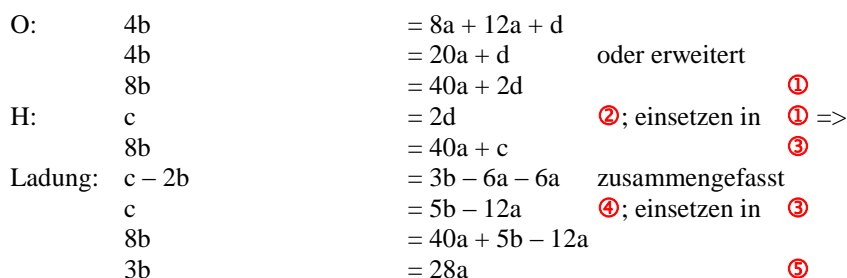 O: 4b = 8a + 12a + d
4b = 20a + d oder erweitert
8b = 40a + 2d ①
H: c = 2d ②; einsetzen in ① =>
8b = 40a + c ③
Ladung: c – 2b = 3b – 6a – 6a zusammengefasst
c = 5b – 12a ④; einsetzen in ③
8b = 40a + 5b – 12a
3b = 28a ⑤